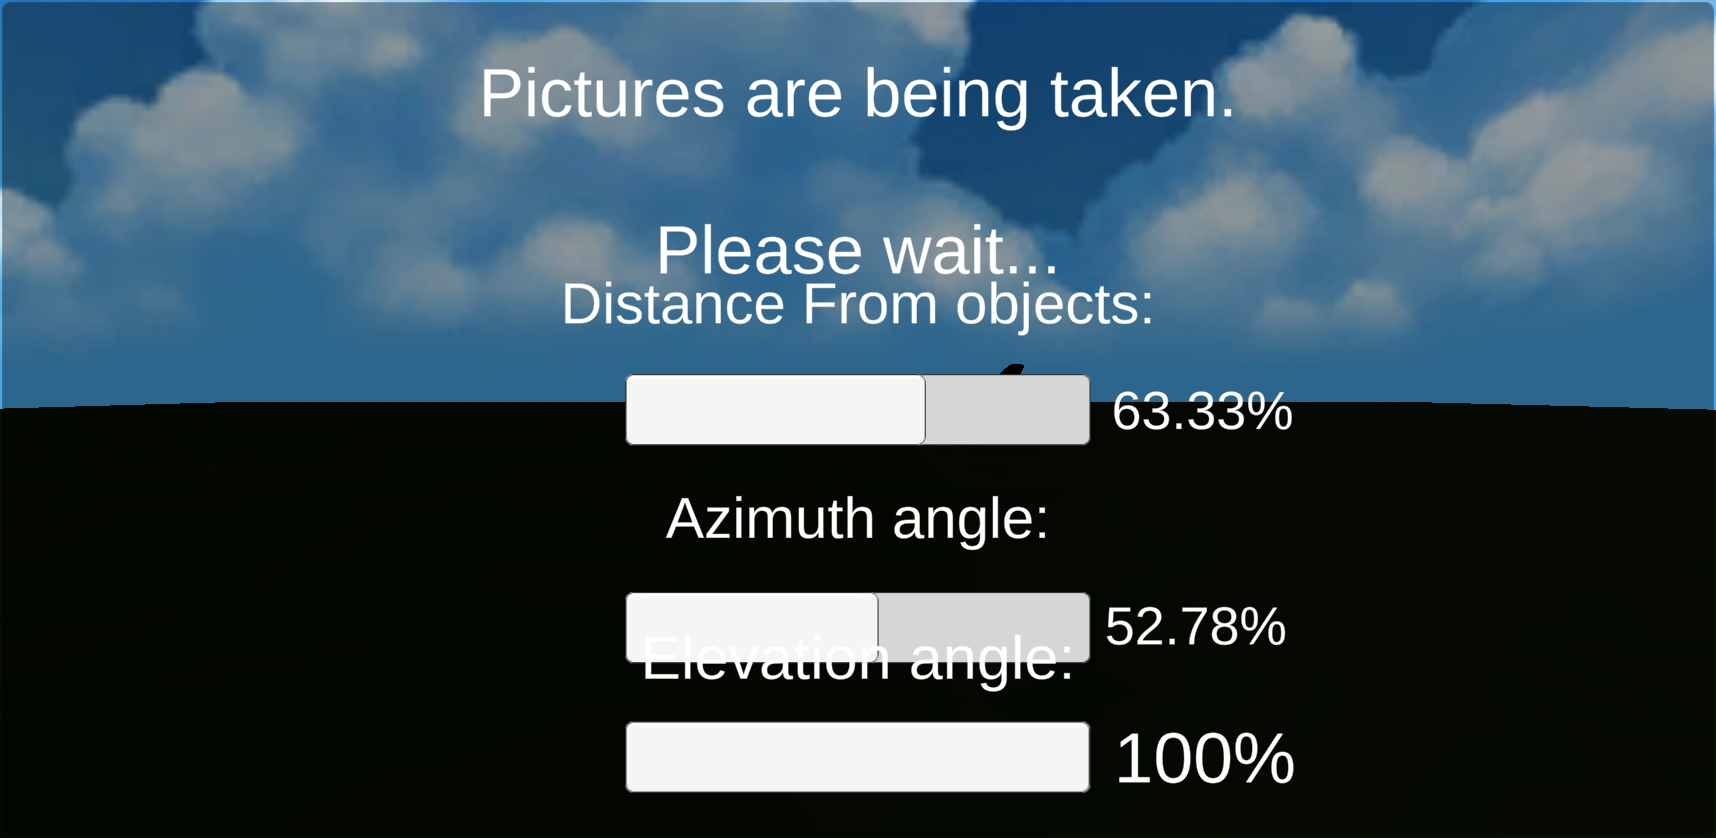 Pictures are being taken.
Please wait...
Distance From objects:
63.33%
Azimuth angle:
52.78%
Elevation angle:
100%